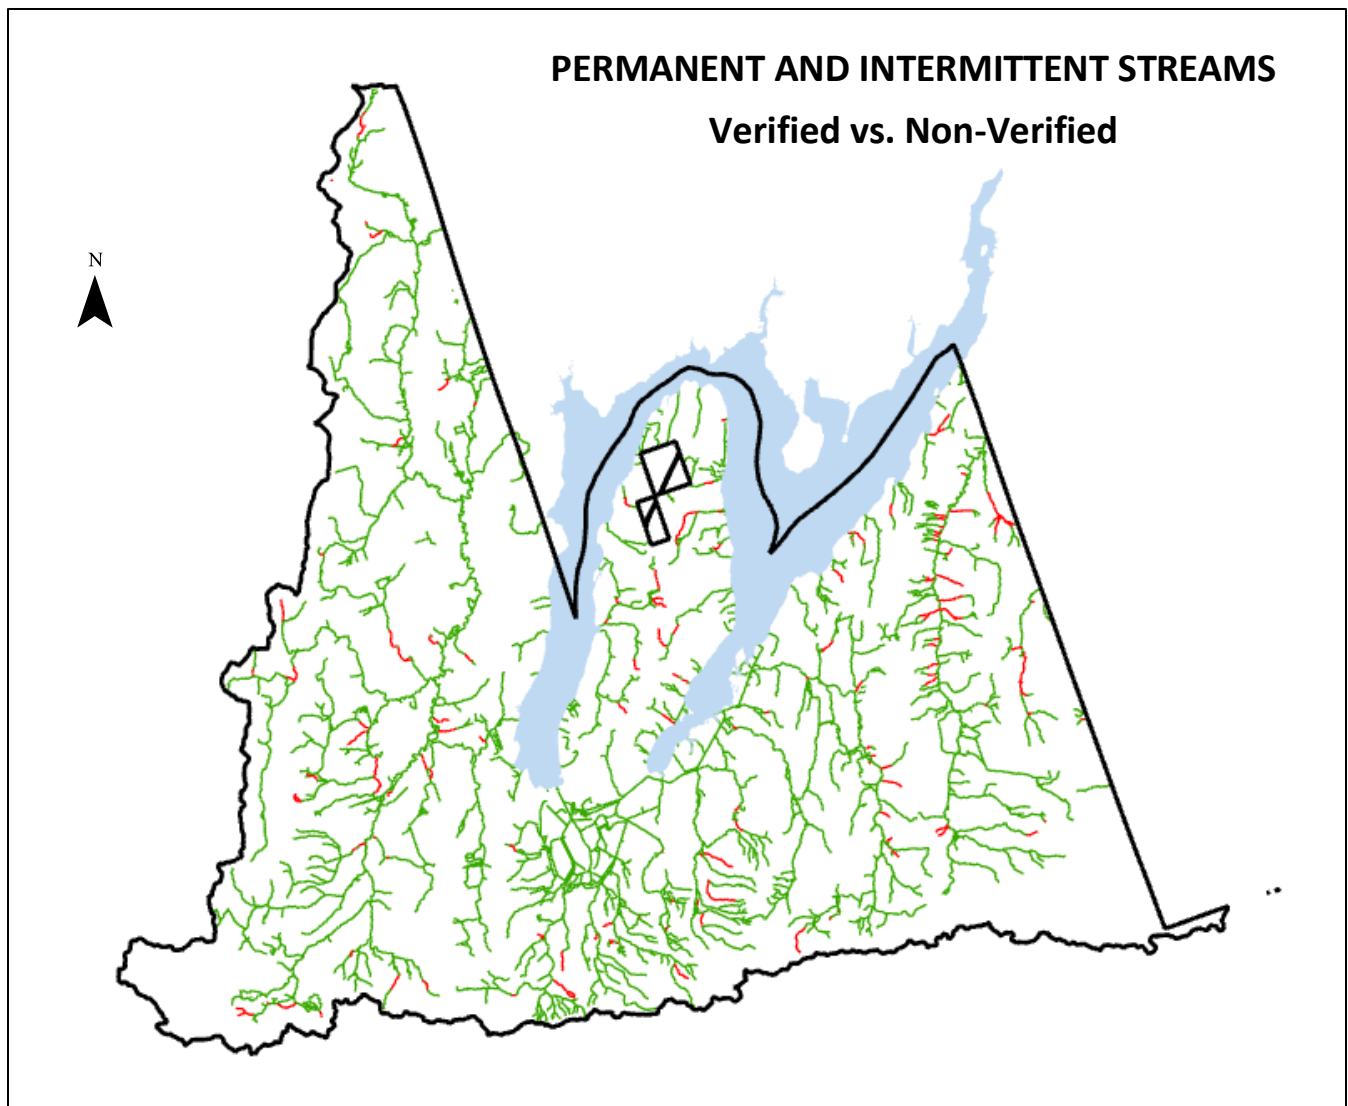 PERMANENT AND INTERMITTENT STREAMS
Verified vs. Non-Verified
N